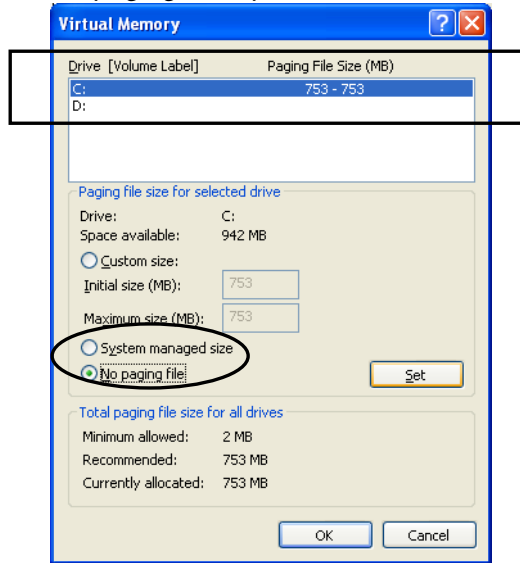 Virtual Memory
Drive [Volume Label] Paging File Size (MB)
C: 753 - 753
D:
Paging file size for selected drive
Drive: C:
Space available: 942 MB
Custom size:
Initial size (MB): 753
Maximum size (MB): 753
System managed size
No paging file
Set
Total paging file size for all drives
Minimum allowed: 2 MB
Recommended: 753 MB
Currently allocated: 753 MB
OK Cancel